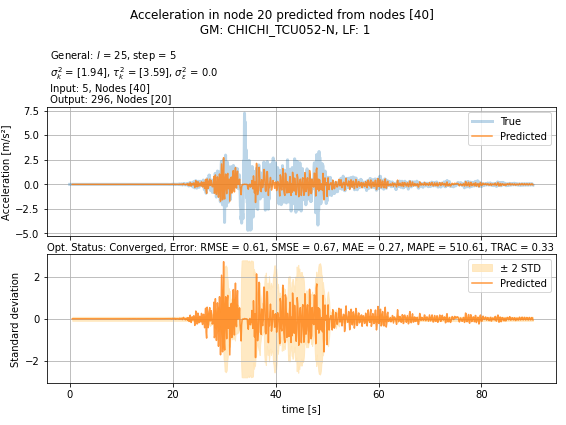 Acceleration in node 20 predicted from nodes [40]
GM: CHICHI_TCU052-N, LF: 1
General: l = 25, step = 5
σ²ₖ = [1.94], τ²ₖ = [3.59], σ²ε = 0.0
Input: 5, Nodes [40]
Output: 296, Nodes [20]
Acceleration [m/s²]
7.5
5.0
2.5
0.0
−2.5
−5.0
True
Predicted
Opt. Status: Converged, Error: RMSE = 0.61, SMSE = 0.67, MAE = 0.27, MAPE = 510.61, TRAC = 0.33
Standard deviation
2
0
−2
± 2 STD
Predicted
0 20 40 60 80
time [s]